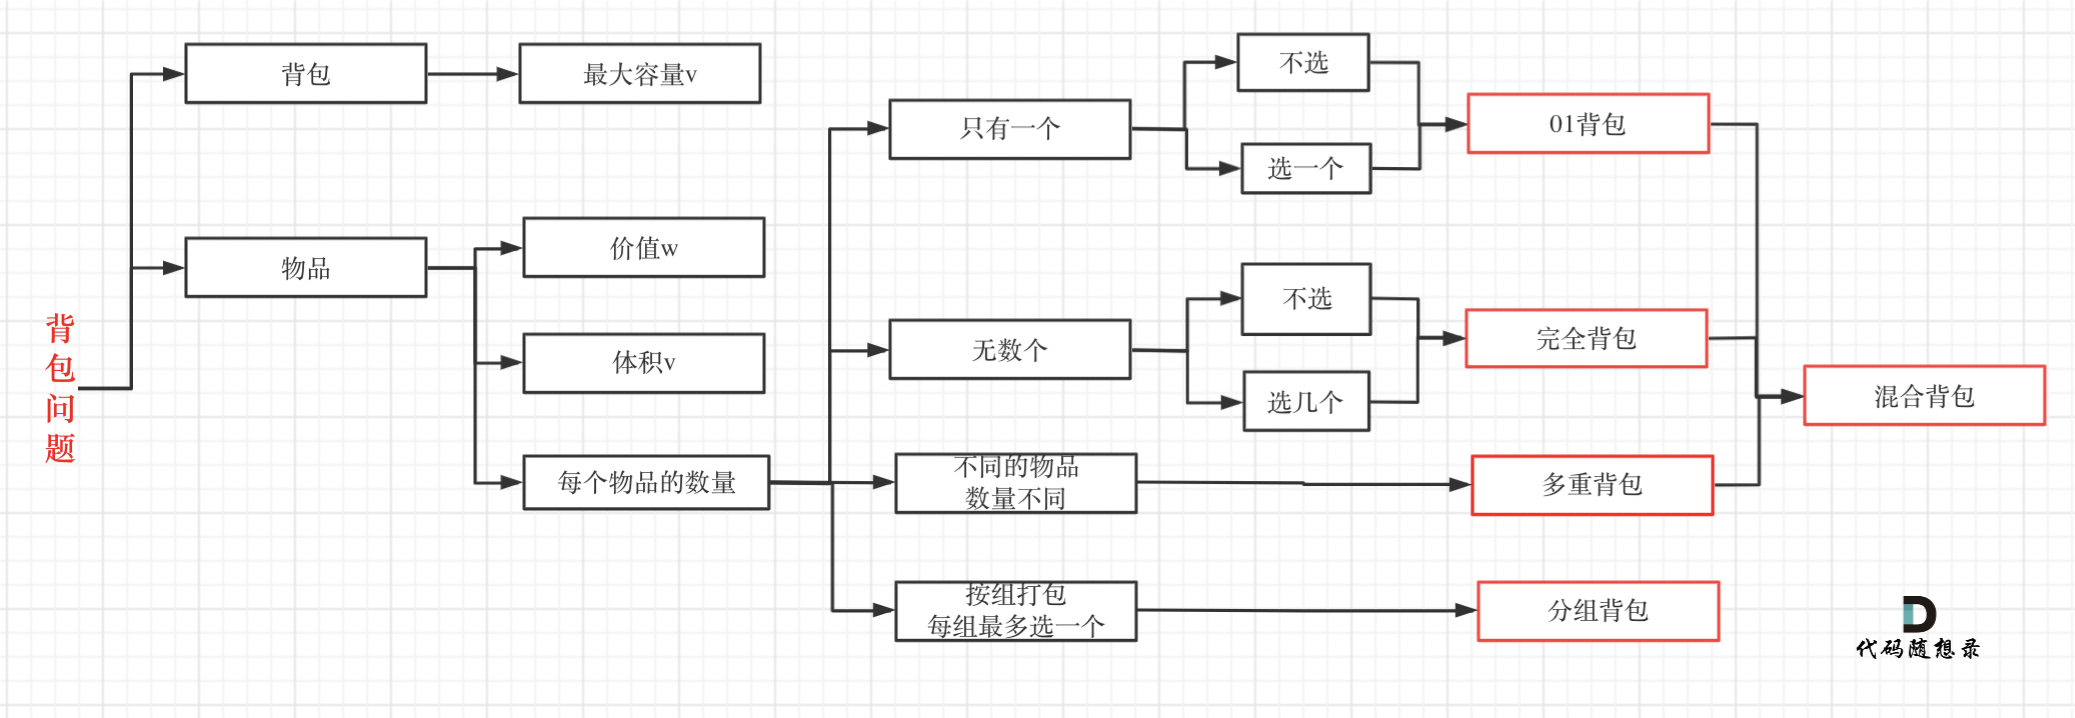 背包问题
背包
最大容量v
物品
价值w
体积v
每个物品的数量
只有一个
不选
选一个
01背包
无数个
不选
选几个
完全背包
不同的物品
数量不同
多重背包
混合背包
按组打包
每组最多选一个
分组背包
代码随想录